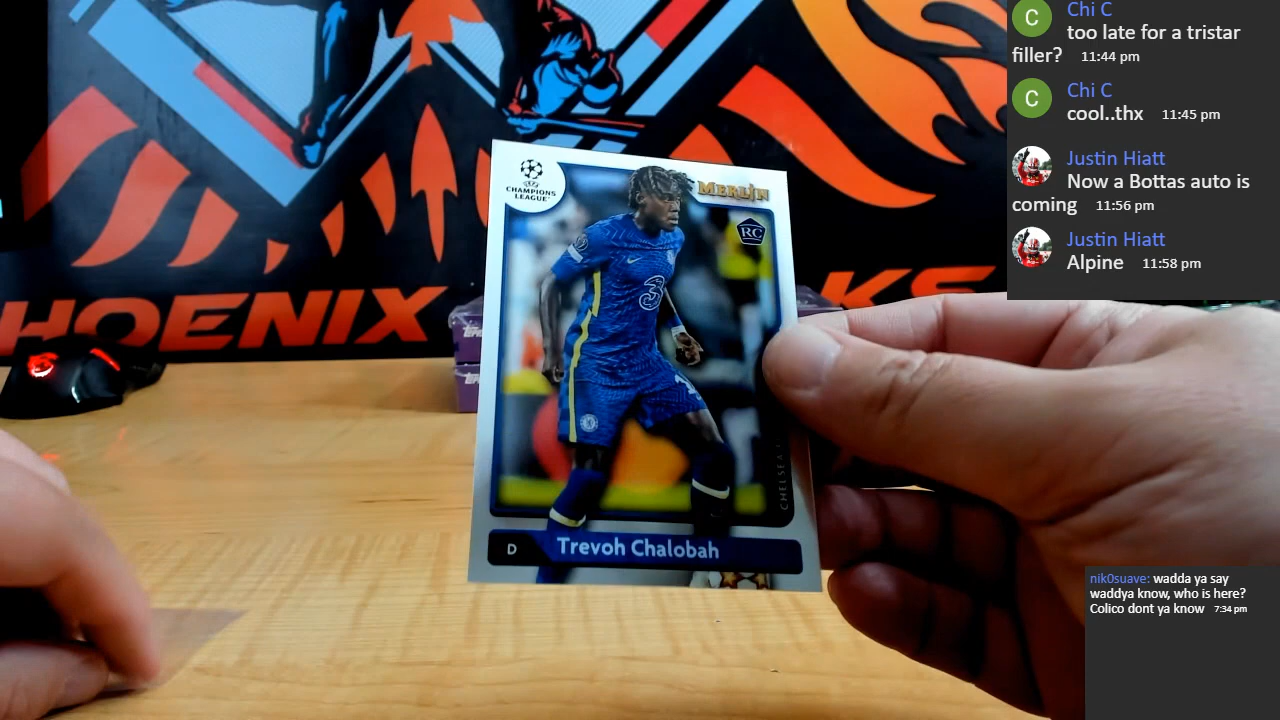 Chi C
too late for a tristar
filler? 11:44 pm
C
Chi C
cool..thx 11:45 pm
C
Justin Hiatt
Now a Bottas auto is
coming 11:56 pm
Justin Hiatt
Alpine 11:58 pm
UEFA
CHAMPIONS
LEAGUE
MERLIN
RC
3
HOENIX
KS
CHELSEA
D Trevoh Chalobah
nik0suave: wadda ya say
waddya know, who is here?
Colico dont ya know 7:34 pm